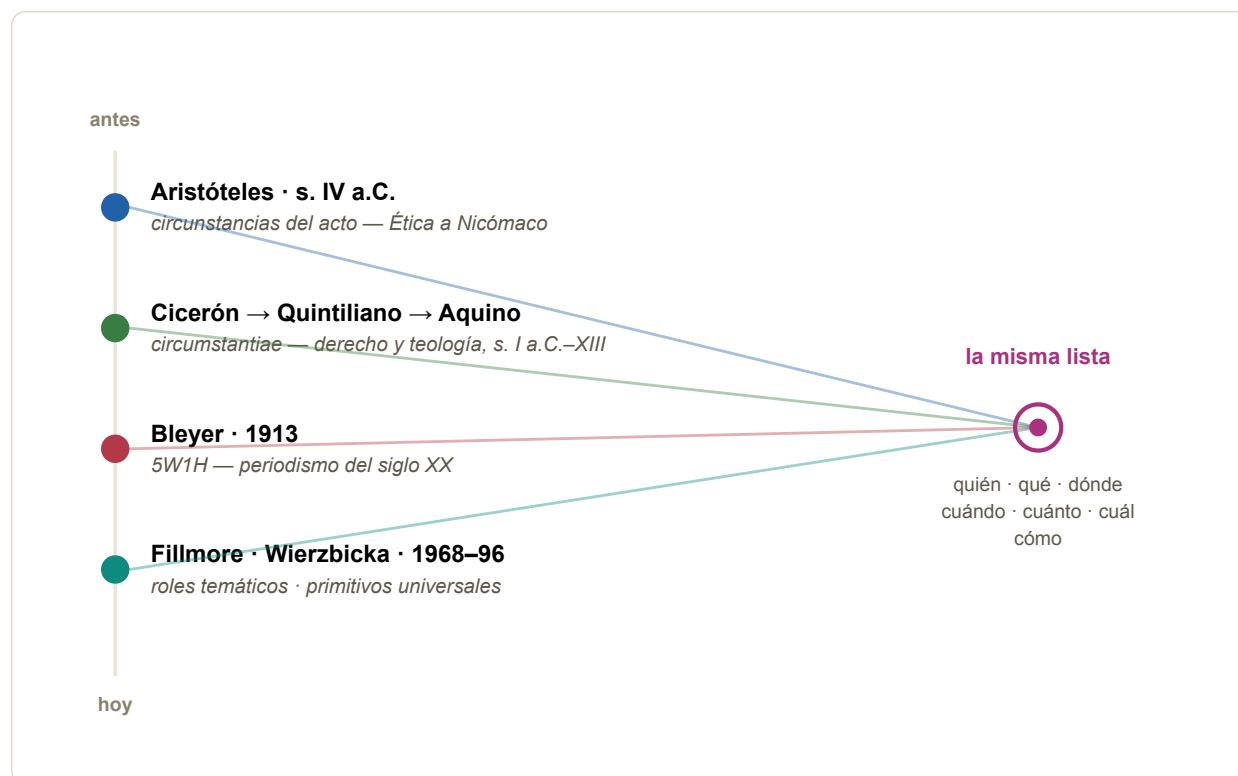 antes
Aristóteles · s. IV a.C.
circunstancias del acto — Ética a Nicómaco
Cicerón → Quintiliano → Aquino
circumstantiae — derecho y teología, s. I a.C.–XIII
la misma lista
Bleyer · 1913
5W1H — periodismo del siglo XX
quién · qué · dónde
cuándo · cuánto · cuál
cómo
Fillmore · Wierzbicka · 1968–96
roles temáticos · primitivos universales
hoy